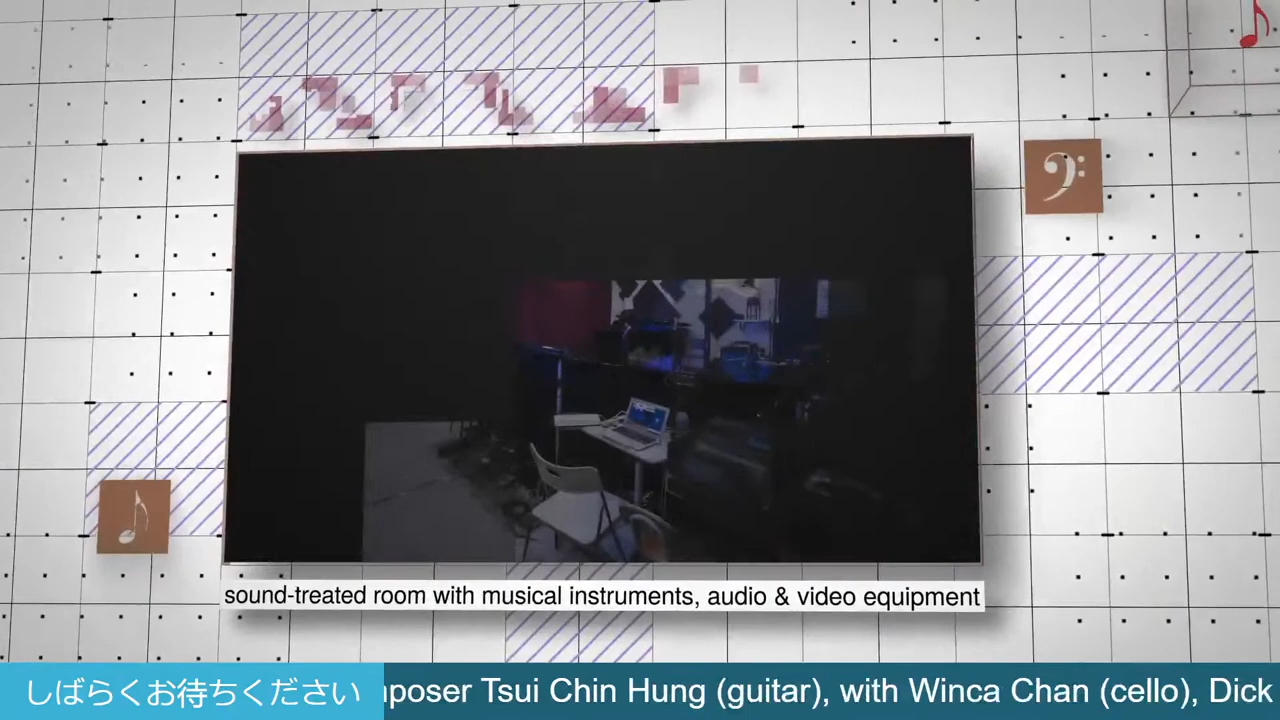 sound-treated room with musical instruments, audio & video equipment
しばらくお待ちください
poser Tsui Chin Hung (guitar), with Winca Chan (cello), Dick